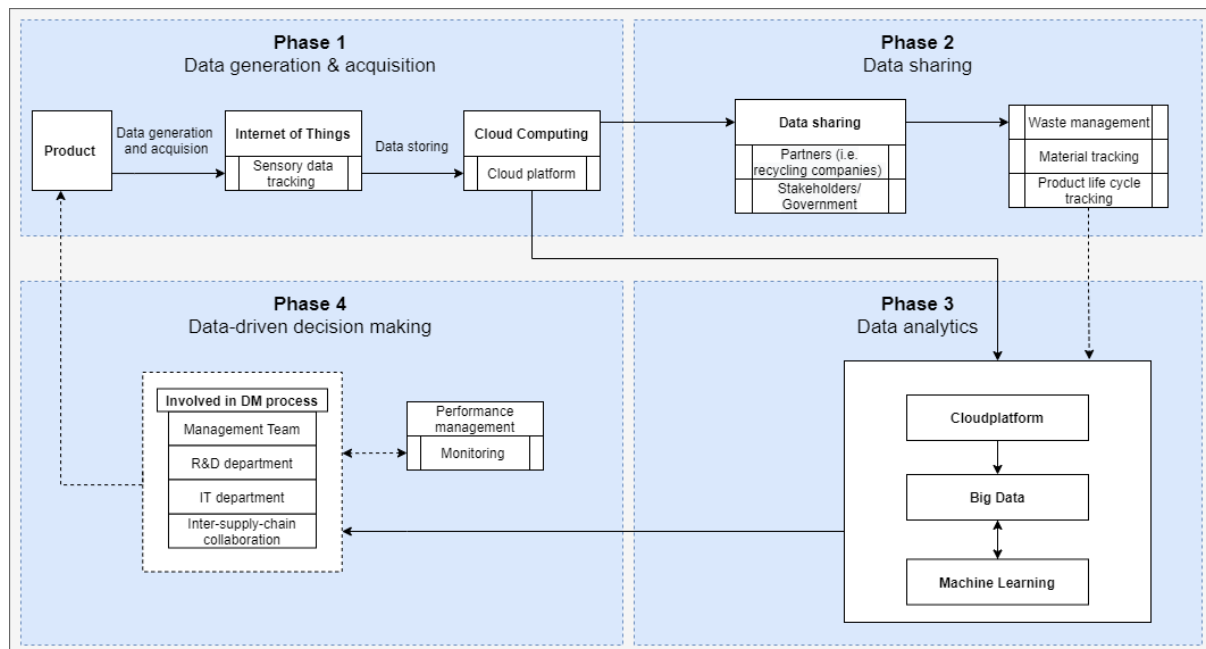 Phase 1
Data generation & acquisition
Product
Data generation
and acquision
Internet of Things
Sensory data
tracking
Data storing
Cloud Computing
Cloud platform
Phase 2
Data sharing
Data sharing
Partners (i.e.
recycling companies)
Stakeholders/
Government
Waste management
Material tracking
Product life cycle
tracking
Phase 4
Data-driven decision making
Involved in DM process
Management Team
R&D department
IT department
Inter-supply-chain
collaboration
Performance
management
Monitoring
Phase 3
Data analytics
Cloudplatform
Big Data
Machine Learning